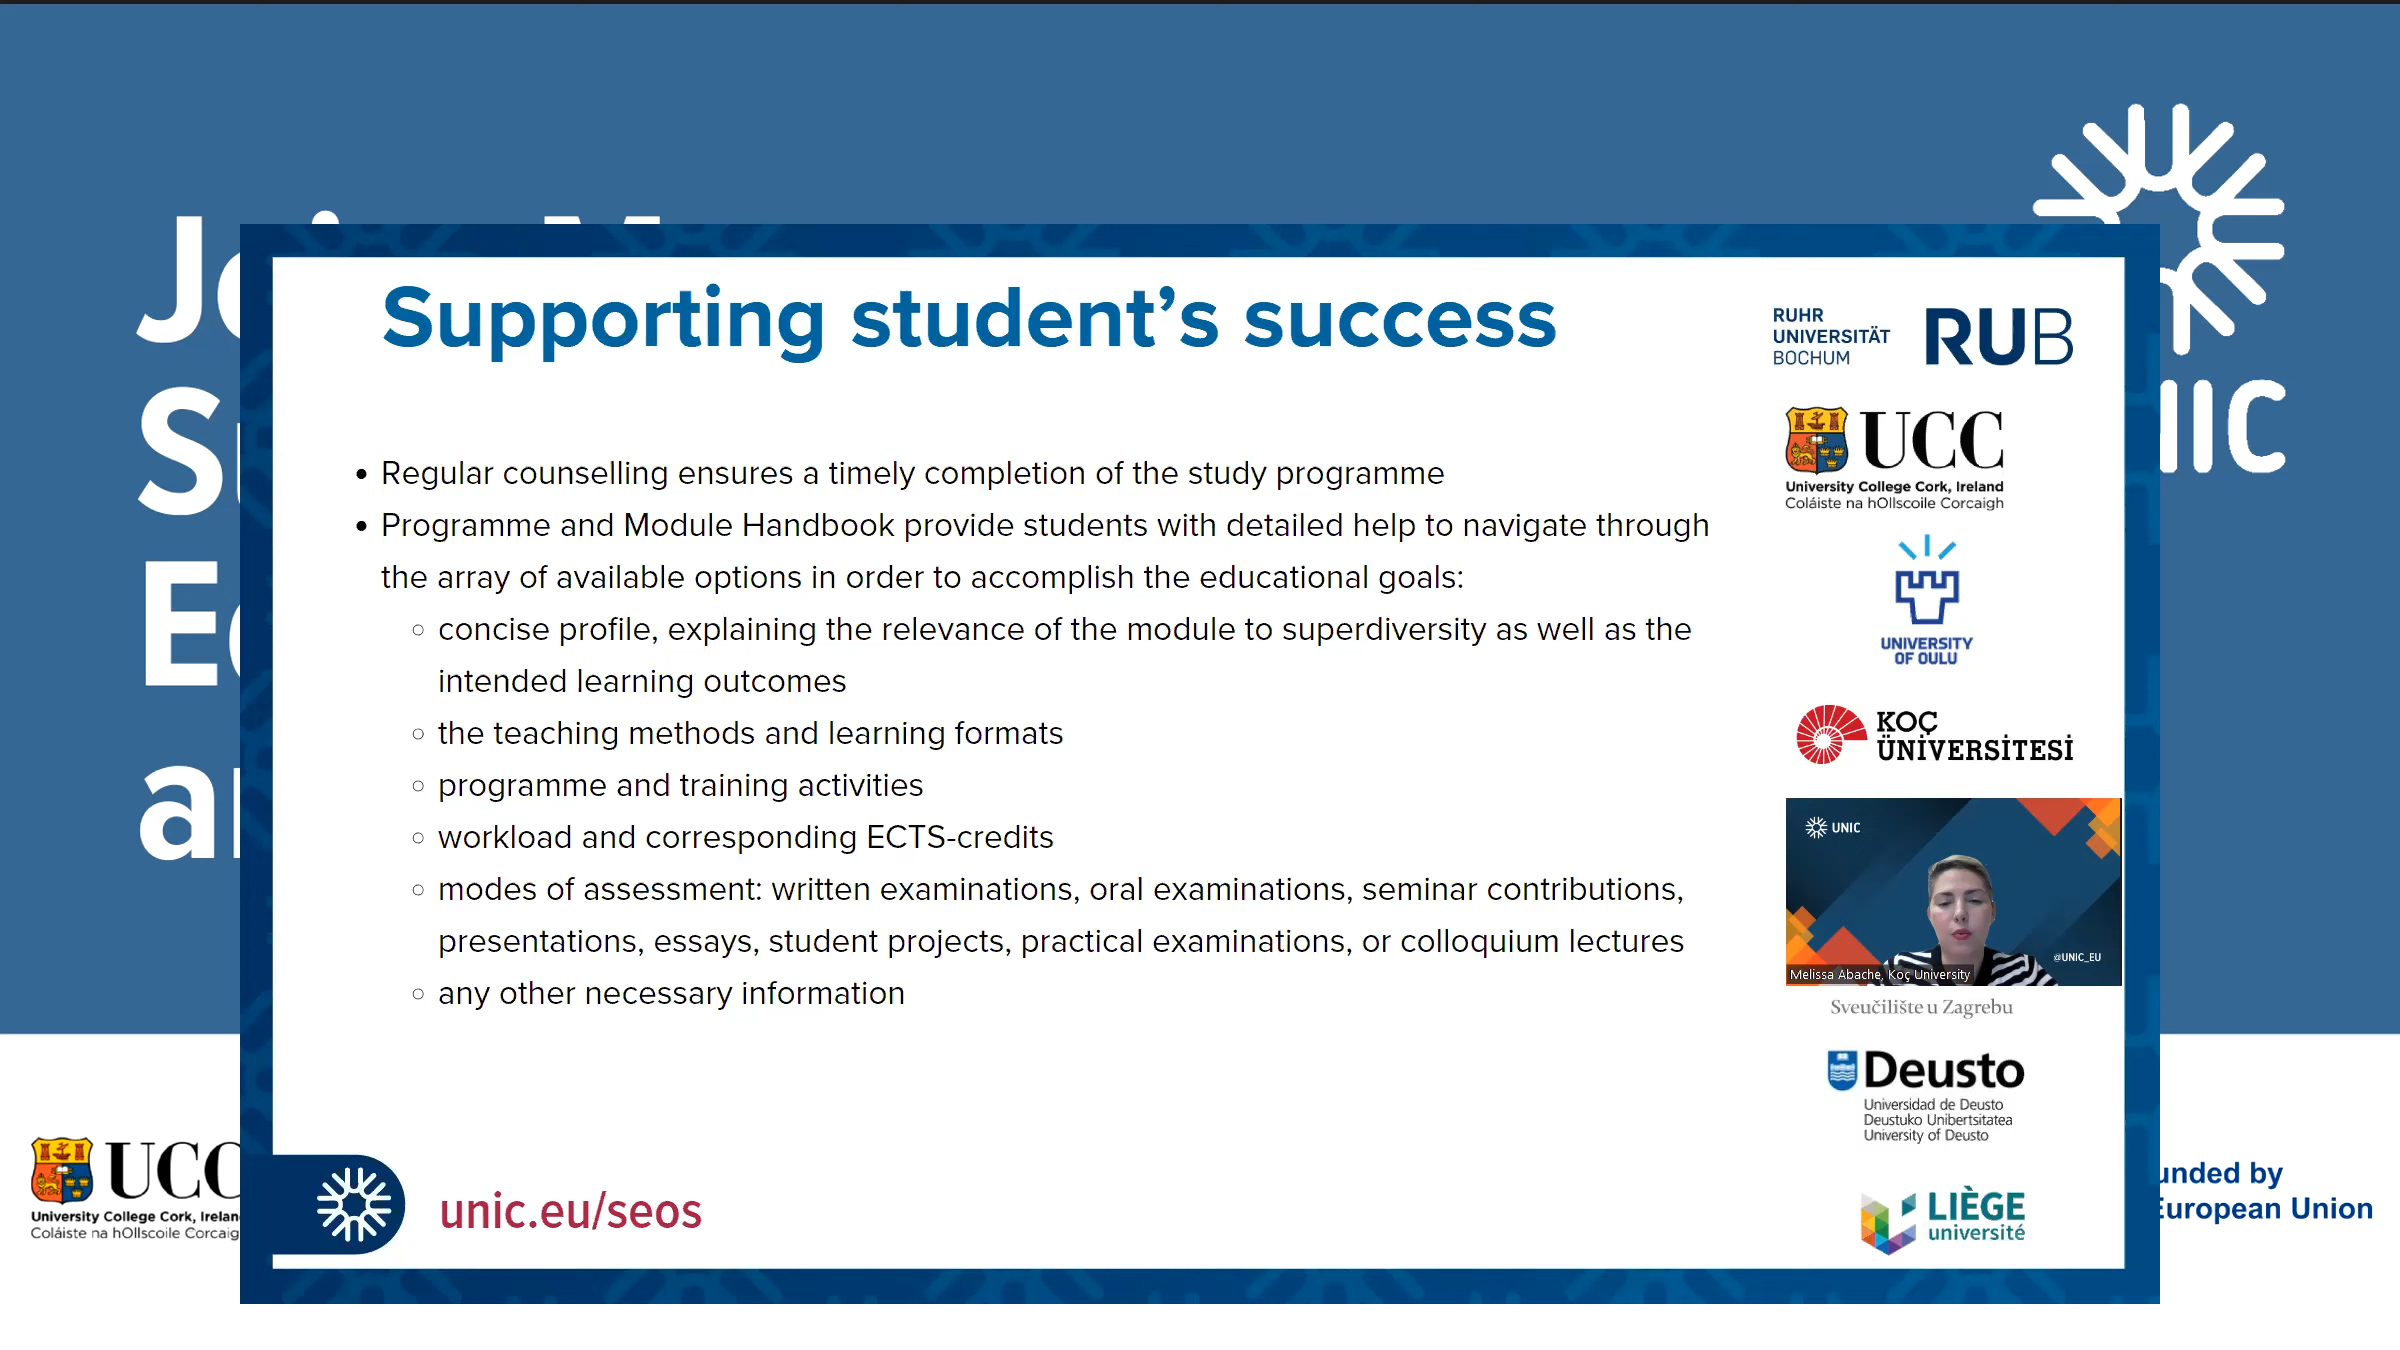 Supporting student’s success
• Regular counselling ensures a timely completion of the study programme
• Programme and Module Handbook provide students with detailed help to navigate through
the array of available options in order to accomplish the educational goals:
○ concise profile, explaining the relevance of the module to superdiversity as well as the
intended learning outcomes
○ the teaching methods and learning formats
○ programme and training activities
○ workload and corresponding ECTS-credits
○ modes of assessment: written examinations, oral examinations, seminar contributions,
presentations, essays, student projects, practical examinations, or colloquium lectures
○ any other necessary information
unic.eu/seos
RUHR
UNIVERSITÄT
BOCHUM
RUB
UCC
University College Cork, Ireland
Coláiste na hOllscoile Corcaigh
UNIVERSITY
OF OULU
KOÇ
ÜNİVERSİTESİ
UNIC
@UNIC_EU
Melissa Abache, Koç University
Sveučilište u Zagrebu
Deusto
Universidad de Deusto
Deustuko Unibertsitatea
University of Deusto
LIÈGE
université
UCC
University College Cork,
Coláiste na hOllscoile
by
European Union